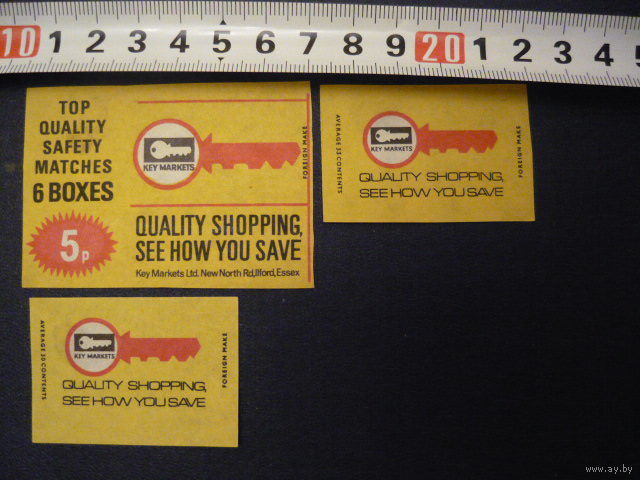 10 1 2 3 4 5 6 7 8 9 20 1 2 3 4 5
TOP
QUALITY
SAFETY
MATCHES
6 BOXES
5p
KEY MARKETS
FOREIGN MAKE
QUALITY SHOPPING,
SEE HOW YOU SAVE
Key Markets Ltd. New North Rd, Ilford, Essex
AVERAGE 30 CONTENTS
KEY MARKETS
FOREIGN MAKE
QUALITY SHOPPING,
SEE HOW YOU SAVE
AVERAGE 30 CONTENTS
KEY MARKETS
FOREIGN MAKE
QUALITY SHOPPING,
SEE HOW YOU SAVE
www.ay.by